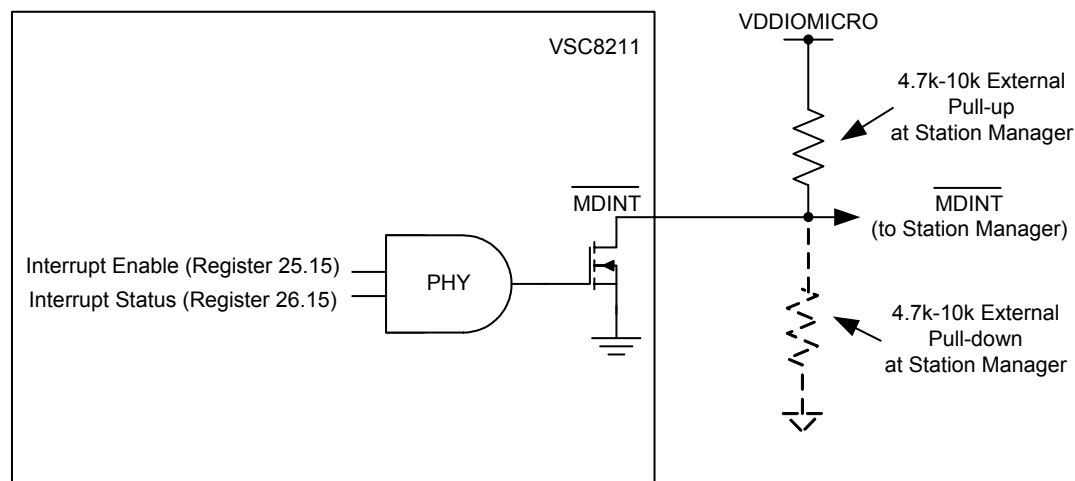 VSC8211
VDDIOMICRO
4.7k-10k External
Pull-up
at Station Manager
MDINT
MDINT
(to Station Manager)
Interrupt Enable (Register 25.15)
Interrupt Status (Register 26.15)
PHY
4.7k-10k External
Pull-down
at Station Manager